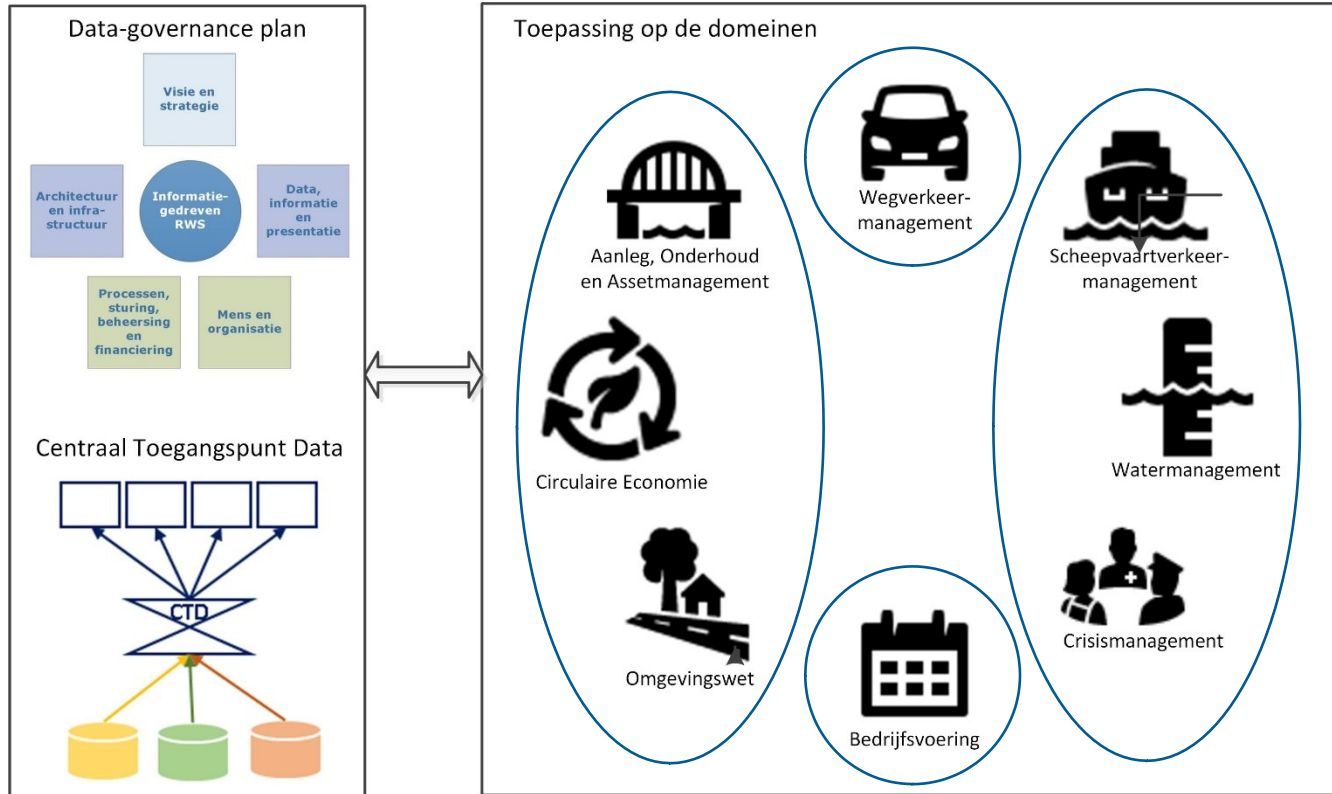 Data-governance plan
Visie en
strategie
Architectuur
en infra-
structuur
Informatie-
gedreven
RWS
Data,
informatie
en
presentatie
Processen,
sturing,
beheersing
en
financiering
Mens en
organisatie
Centraal Toegangspunt Data
CTD
Toepassing op de domeinen
Aanleg, Onderhoud
en Assetmanagement
Circulaire Economie
Omgevingswet
Wegverkeer-
management
Bedrijfsvoering
Scheepvaartverkeer-
management
Watermanagement
Crisismanagement